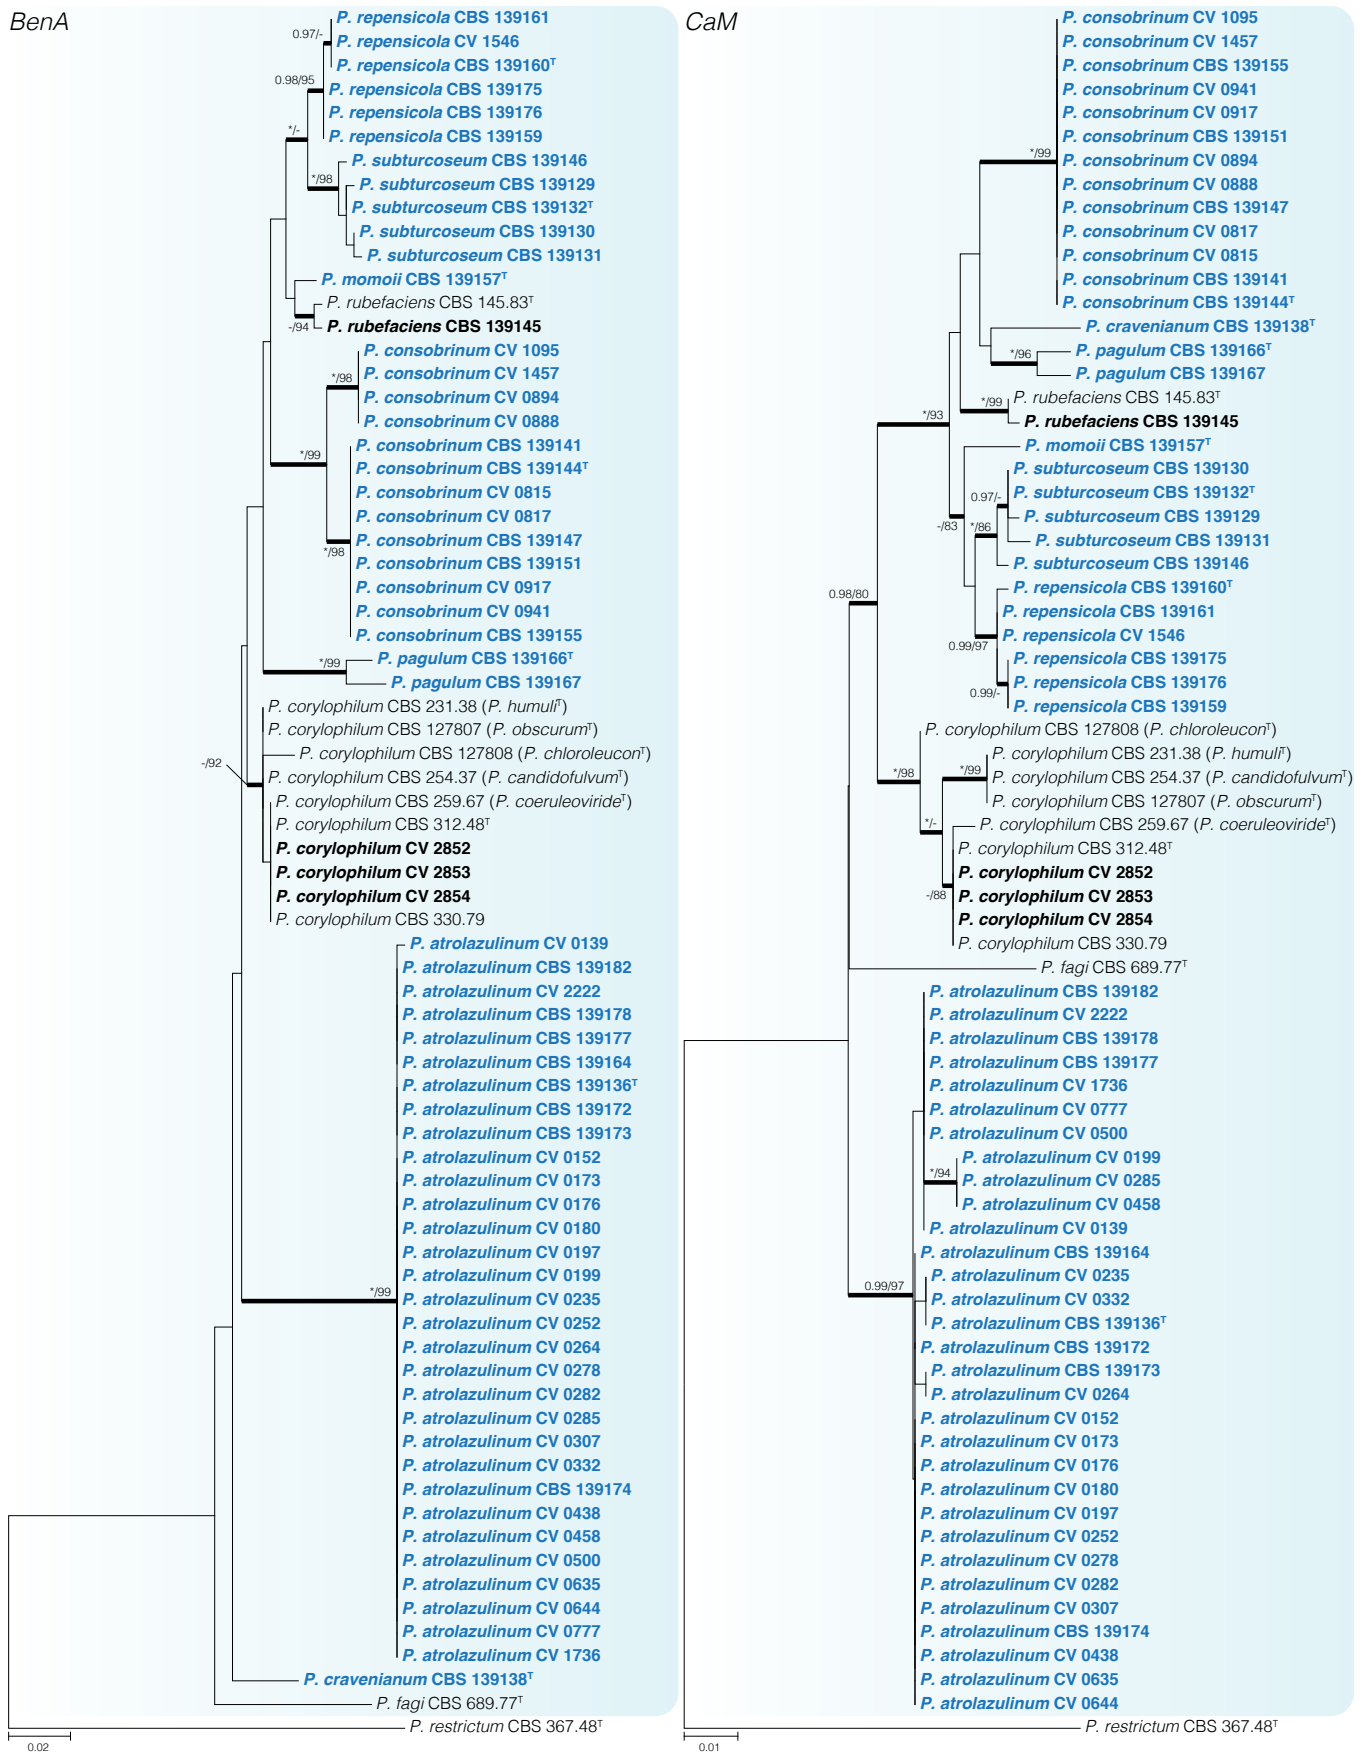 BenA
P. repensicola CBS 139161
0.97/-
P. repensicola CV 1546
P. repensicola CBS 139160ᵀ
0.98/95
P. repensicola CBS 139175
P. repensicola CBS 139176
*/-
P. repensicola CBS 139159
P. subturcoseum CBS 139146
*/98
P. subturcoseum CBS 139129
P. subturcoseum CBS 139132ᵀ
P. subturcoseum CBS 139130
P. subturcoseum CBS 139131
P. momoii CBS 139157ᵀ
P. rubefaciens CBS 145.83ᵀ
-/94
P. rubefaciens CBS 139145
P. consobrinum CV 1095
P. consobrinum CV 1457
*/98
P. consobrinum CV 0894
P. consobrinum CV 0888
P. consobrinum CBS 139141
*/99
P. consobrinum CBS 139144ᵀ
P. consobrinum CV 0815
P. consobrinum CV 0817
P. consobrinum CBS 139147
*/98
P. consobrinum CBS 139151
P. consobrinum CV 0917
P. consobrinum CV 0941
P. consobrinum CBS 139155
*/99
P. pagulum CBS 139166ᵀ
P. pagulum CBS 139167
P. corylophilum CBS 231.38 (P. humuliᵀ)
P. corylophilum CBS 127807 (P. obscurumᵀ)
P. corylophilum CBS 127808 (P. chloroleuconᵀ)
-/92
P. corylophilum CBS 254.37 (P. candidofulvumᵀ)
P. corylophilum CBS 259.67 (P. coeruleovirideᵀ)
P. corylophilum CBS 312.48ᵀ
P. corylophilum CV 2852
P. corylophilum CV 2853
P. corylophilum CV 2854
P. corylophilum CBS 330.79
P. atrolazulinum CV 0139
P. atrolazulinum CBS 139182
P. atrolazulinum CV 2222
P. atrolazulinum CBS 139178
P. atrolazulinum CBS 139177
P. atrolazulinum CBS 139164
P. atrolazulinum CBS 139136ᵀ
P. atrolazulinum CBS 139172
P. atrolazulinum CBS 139173
P. atrolazulinum CV 0152
P. atrolazulinum CV 0173
P. atrolazulinum CV 0176
P. atrolazulinum CV 0180
P. atrolazulinum CV 0197
P. atrolazulinum CV 0199
*/99
P. atrolazulinum CV 0235
P. atrolazulinum CV 0252
P. atrolazulinum CV 0264
P. atrolazulinum CV 0278
P. atrolazulinum CV 0282
P. atrolazulinum CV 0285
P. atrolazulinum CV 0307
P. atrolazulinum CV 0332
P. atrolazulinum CBS 139174
P. atrolazulinum CV 0438
P. atrolazulinum CV 0458
P. atrolazulinum CV 0500
P. atrolazulinum CV 0635
P. atrolazulinum CV 0644
P. atrolazulinum CV 0777
P. atrolazulinum CV 1736
P. cravenianum CBS 139138ᵀ
P. fagi CBS 689.77ᵀ
P. restrictum CBS 367.48ᵀ
0.02
CaM
P. consobrinum CV 1095
P. consobrinum CV 1457
P. consobrinum CBS 139155
P. consobrinum CV 0941
P. consobrinum CV 0917
P. consobrinum CBS 139151
*/99
P. consobrinum CV 0894
P. consobrinum CV 0888
P. consobrinum CBS 139147
P. consobrinum CV 0817
P. consobrinum CV 0815
P. consobrinum CBS 139141
P. consobrinum CBS 139144ᵀ
P. cravenianum CBS 139138ᵀ
*/96
P. pagulum CBS 139166ᵀ
P. pagulum CBS 139167
P. rubefaciens CBS 145.83ᵀ
*/99
*/93
P. rubefaciens CBS 139145
P. momoii CBS 139157ᵀ
P. subturcoseum CBS 139130
0.97/-
P. subturcoseum CBS 139132ᵀ
P. subturcoseum CBS 139129
-/83
*/86
P. subturcoseum CBS 139131
P. subturcoseum CBS 139146
P. repensicola CBS 139160ᵀ
0.98/80
P. repensicola CBS 139161
P. repensicola CV 1546
0.99/97
P. repensicola CBS 139175
P. repensicola CBS 139176
0.99/-
P. repensicola CBS 139159
P. corylophilum CBS 127808 (P. chloroleuconᵀ)
P. corylophilum CBS 231.38 (P. humuliᵀ)
*/98
*/99
P. corylophilum CBS 254.37 (P. candidofulvumᵀ)
P. corylophilum CBS 127807 (P. obscurumᵀ)
*/-
P. corylophilum CBS 259.67 (P. coeruleovirideᵀ)
P. corylophilum CBS 312.48ᵀ
P. corylophilum CV 2852
-/88
P. corylophilum CV 2853
P. corylophilum CV 2854
P. corylophilum CBS 330.79
P. fagi CBS 689.77ᵀ
P. atrolazulinum CBS 139182
P. atrolazulinum CV 2222
P. atrolazulinum CBS 139178
P. atrolazulinum CBS 139177
P. atrolazulinum CV 1736
P. atrolazulinum CV 0777
P. atrolazulinum CV 0500
P. atrolazulinum CV 0199
*/94
P. atrolazulinum CV 0285
P. atrolazulinum CV 0458
P. atrolazulinum CV 0139
P. atrolazulinum CBS 139164
P. atrolazulinum CV 0235
0.99/97
P. atrolazulinum CV 0332
P. atrolazulinum CBS 139136ᵀ
P. atrolazulinum CBS 139172
P. atrolazulinum CBS 139173
P. atrolazulinum CV 0264
P. atrolazulinum CV 0152
P. atrolazulinum CV 0173
P. atrolazulinum CV 0176
P. atrolazulinum CV 0180
P. atrolazulinum CV 0197
P. atrolazulinum CV 0252
P. atrolazulinum CV 0278
P. atrolazulinum CV 0282
P. atrolazulinum CV 0307
P. atrolazulinum CBS 139174
P. atrolazulinum CV 0438
P. atrolazulinum CV 0635
P. atrolazulinum CV 0644
P. restrictum CBS 367.48ᵀ
0.01